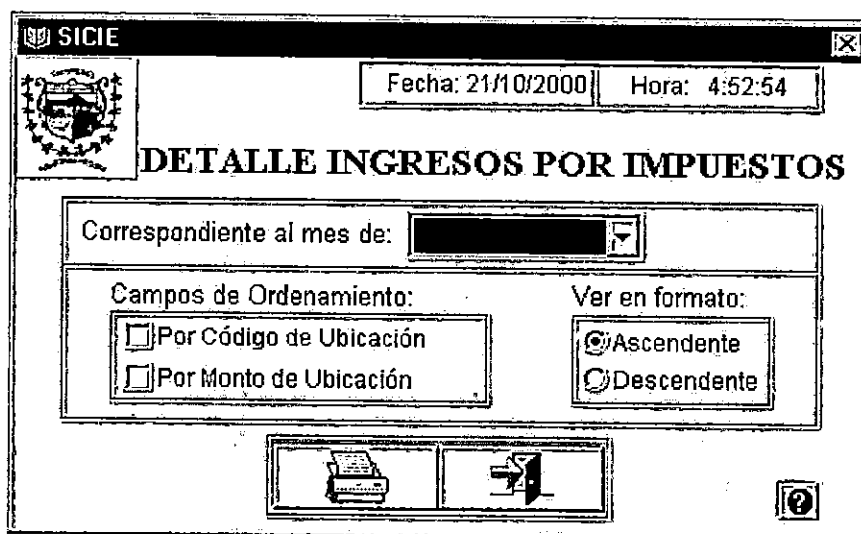 SICIE
Fecha: 21/10/2000 Hora: 4:52:54
DETALLE INGRESOS POR IMPUESTOS
Correspondiente al mes de:
Campos de Ordenamiento: Ver en formato:
Por Código de Ubicación Ascendente
Por Monto de Ubicación Descendente